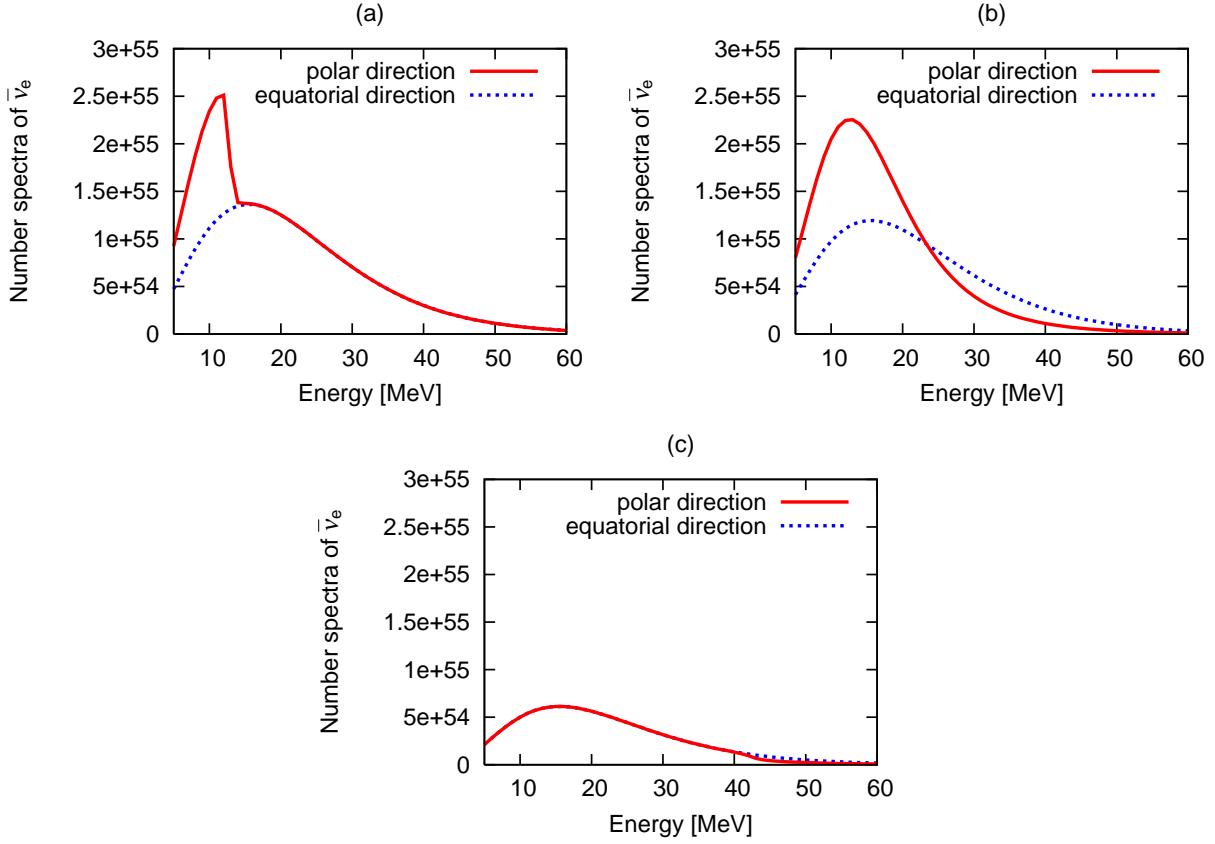 (a)
Number spectra of ν̅e
3e+55
2.5e+55
2e+55
1.5e+55
1e+55
5e+54
0
polar direction
equatorial direction
10 20 30 40 50 60
Energy [MeV]
(b)
Number spectra of ν̅e
3e+55
2.5e+55
2e+55
1.5e+55
1e+55
5e+54
0
polar direction
equatorial direction
10 20 30 40 50 60
Energy [MeV]
(c)
Number spectra of ν̅e
3e+55
2.5e+55
2e+55
1.5e+55
1e+55
5e+54
0
polar direction
equatorial direction
10 20 30 40 50 60
Energy [MeV]